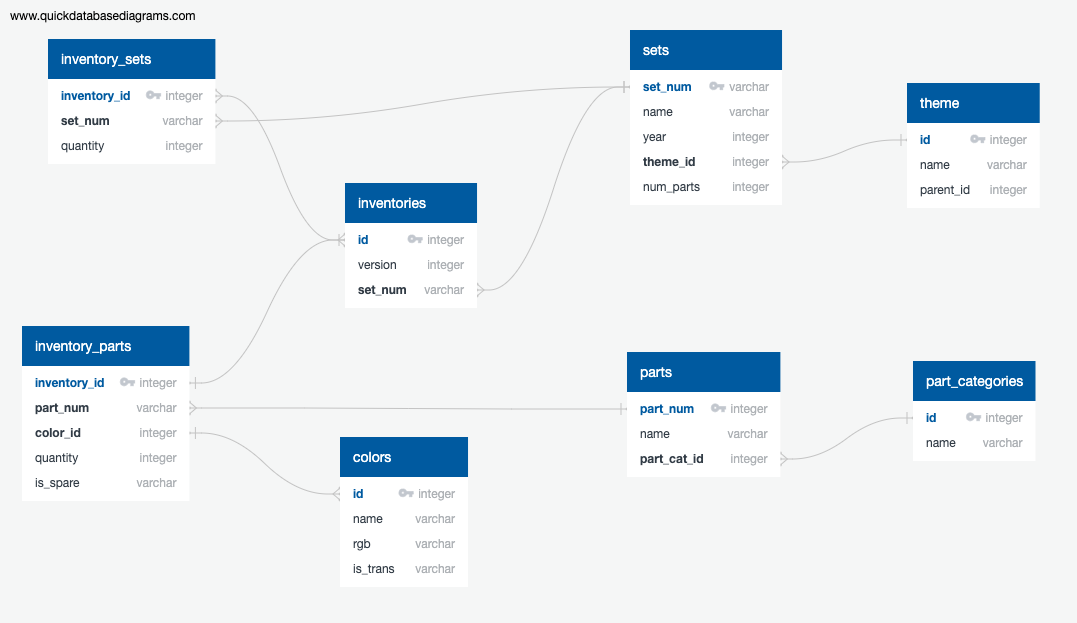 www.quickdatabasediagrams.com
inventory_sets
inventory_id integer
set_num varchar
quantity integer
sets
set_num varchar
name varchar
year integer
theme_id integer
num_parts integer
theme
id integer
name varchar
parent_id integer
inventories
id integer
version integer
set_num varchar
inventory_parts
inventory_id integer
part_num varchar
color_id integer
quantity integer
is_spare varchar
parts
part_num integer
name varchar
part_cat_id integer
part_categories
id integer
name varchar
colors
id integer
name varchar
rgb varchar
is_trans varchar